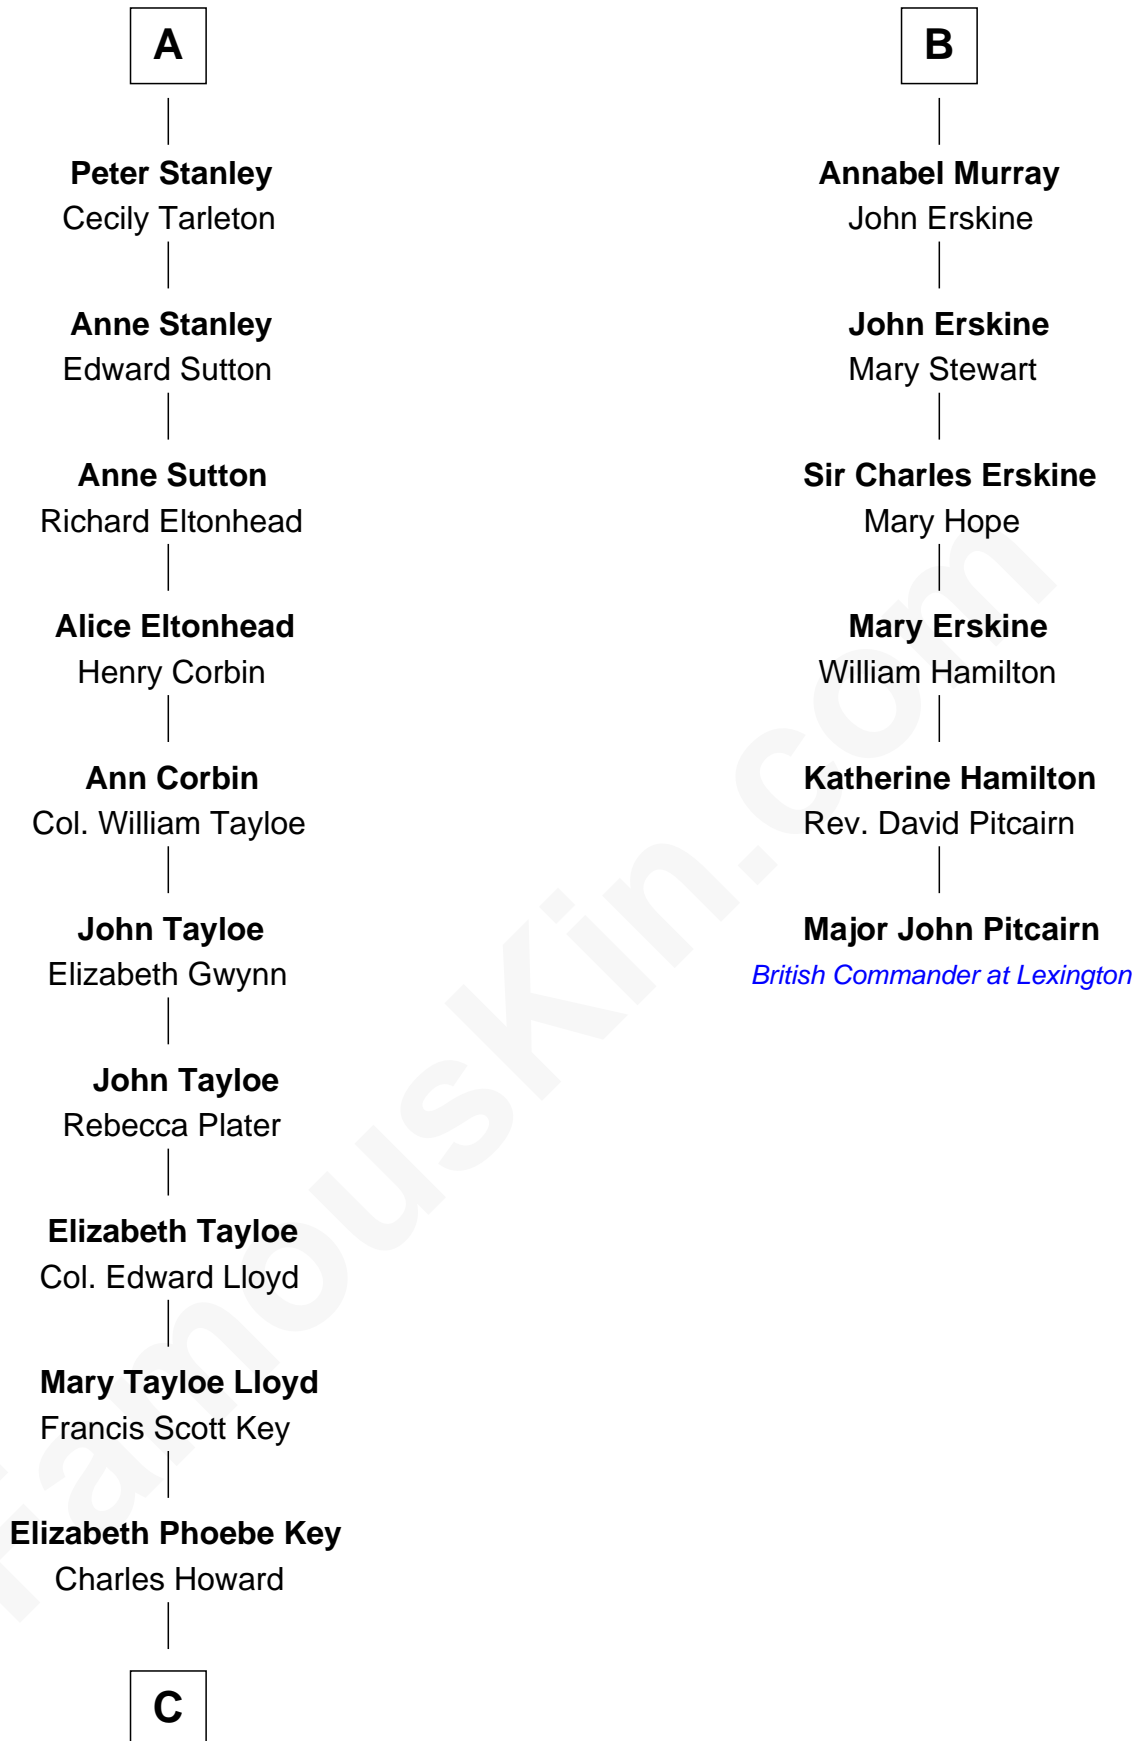 A
Peter Stanley
Cecily Tarleton
Anne Stanley
Edward Sutton
Anne Sutton
Richard Eltonhead
Alice Eltonhead
Henry Corbin
Ann Corbin
Col. William Tayloe
John Tayloe
Elizabeth Gwynn
John Tayloe
Rebecca Plater
Elizabeth Tayloe
Col. Edward Lloyd
Mary Tayloe Lloyd
Francis Scott Key
Elizabeth Phoebe Key
Charles Howard
C
B
Annabel Murray
John Erskine
John Erskine
Mary Stewart
Sir Charles Erskine
Mary Hope
Mary Erskine
William Hamilton
Katherine Hamilton
Rev. David Pitcairn
Major John Pitcairn
British Commander at Lexington
FamousKin.com